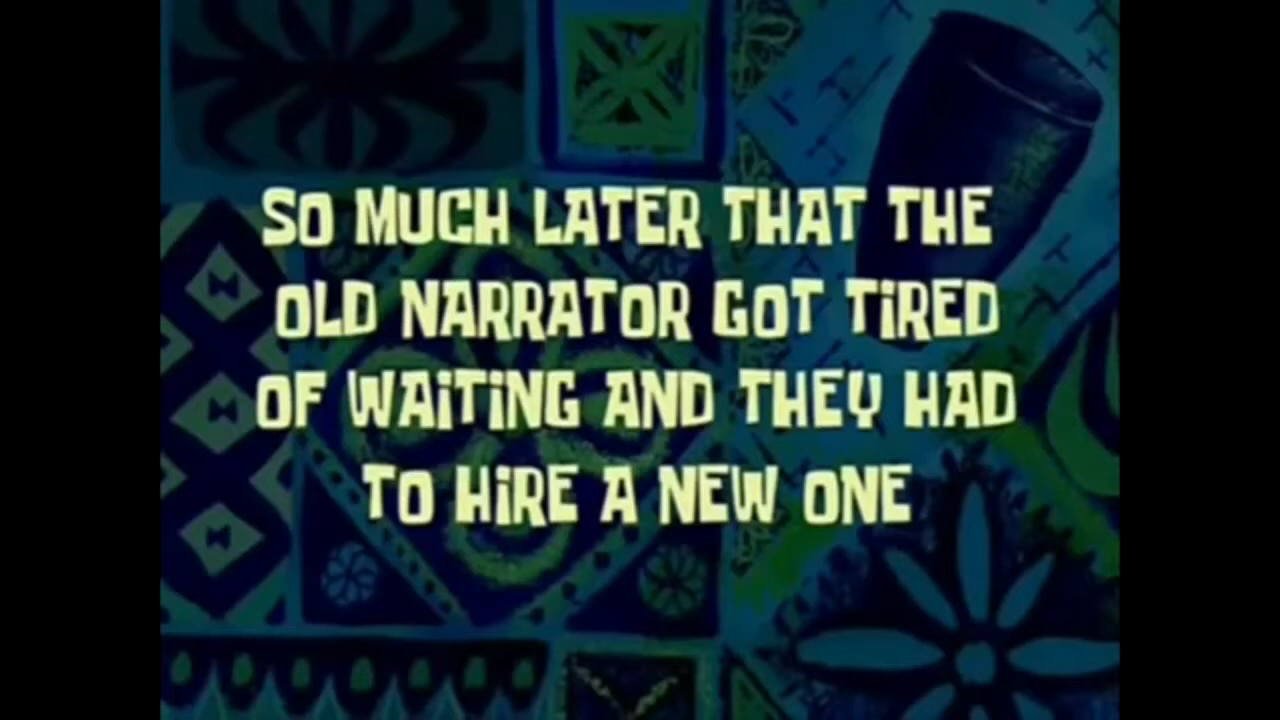 SO MUCH LATER THAT THE
OLD NARRATOR GOT TiRED
OF WAiTiNG AND THEY HAD
TO HiRE A NEW ONE